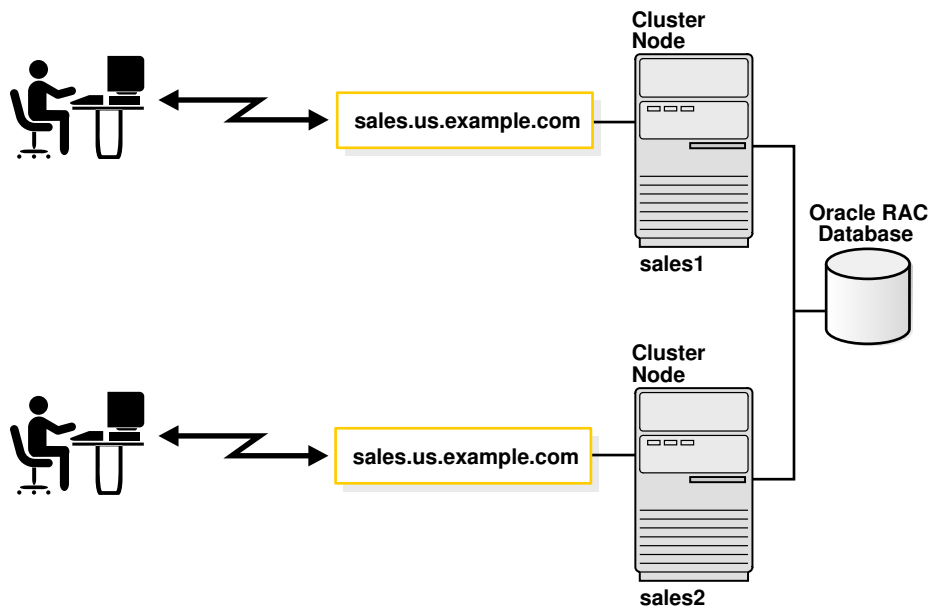 Cluster
Node
sales.us.example.com
sales1
Oracle RAC
Database
Cluster
Node
sales.us.example.com
sales2